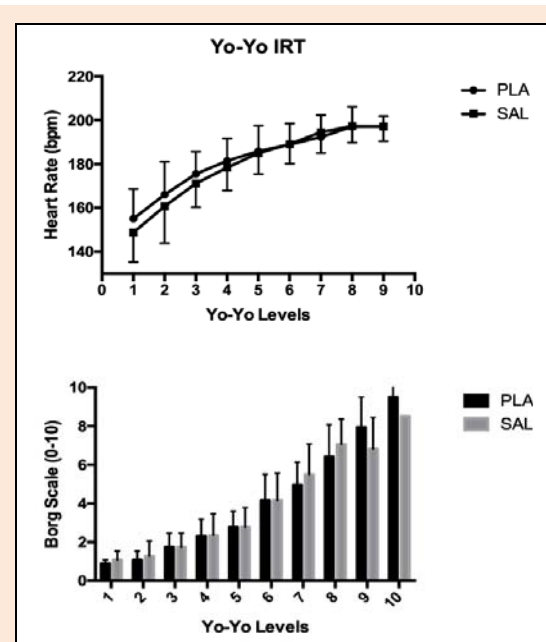 Yo-Yo IRT
220
200
180
160
140
Heart Rate (bpm)
0 1 2 3 4 5 6 7 8 9 10
Yo-Yo Levels
PLA
SAL
10
8
6
4
2
0
Borg Scale (0-10)
1 2 3 4 5 6 7 8 9 10
Yo-Yo Levels
PLA
SAL